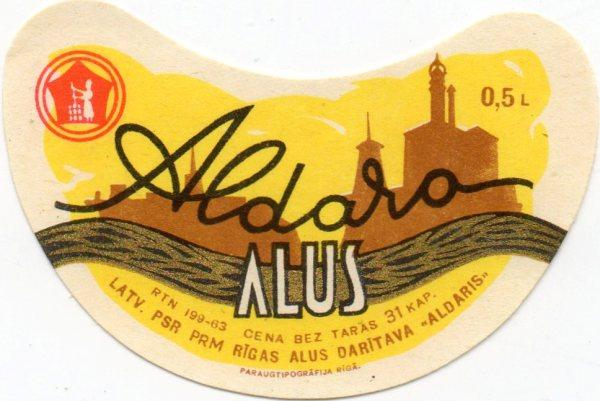 0,5 L
Aldara
ALUS
RTN 199-63 CENA BEZ TARAS 31 KAP.
LATV. PSR PRM RĪGAS ALUS DARĪTAVA "ALDARIS„
PARAUGTIPOGRĀFIJA RĪGĀ.